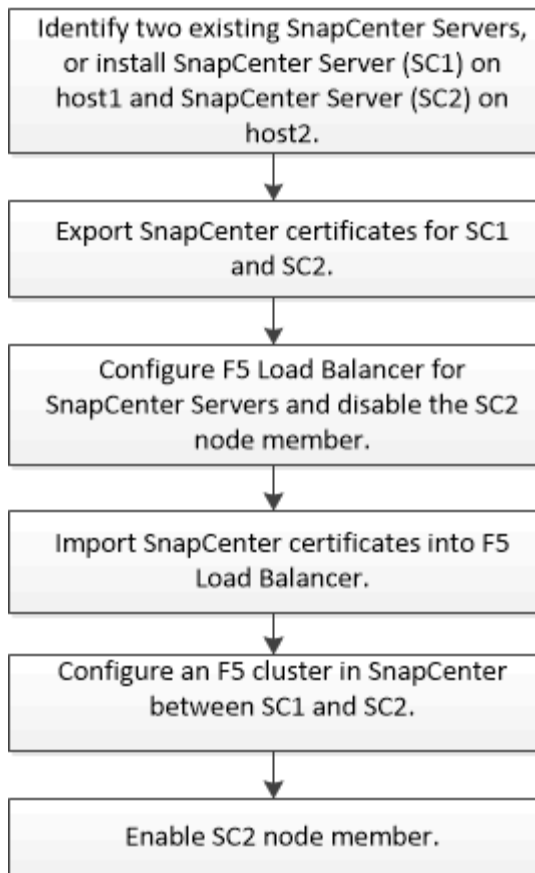 Identify two existing SnapCenter Servers,
or install SnapCenter Server (SC1) on
host1 and SnapCenter Server (SC2) on
host2.
Export SnapCenter certificates for SC1
and SC2.
Configure F5 Load Balancer for
SnapCenter Servers and disable the SC2
node member.
Import SnapCenter certificates into F5
Load Balancer.
Configure an F5 cluster in SnapCenter
between SC1 and SC2.
Enable SC2 node member.